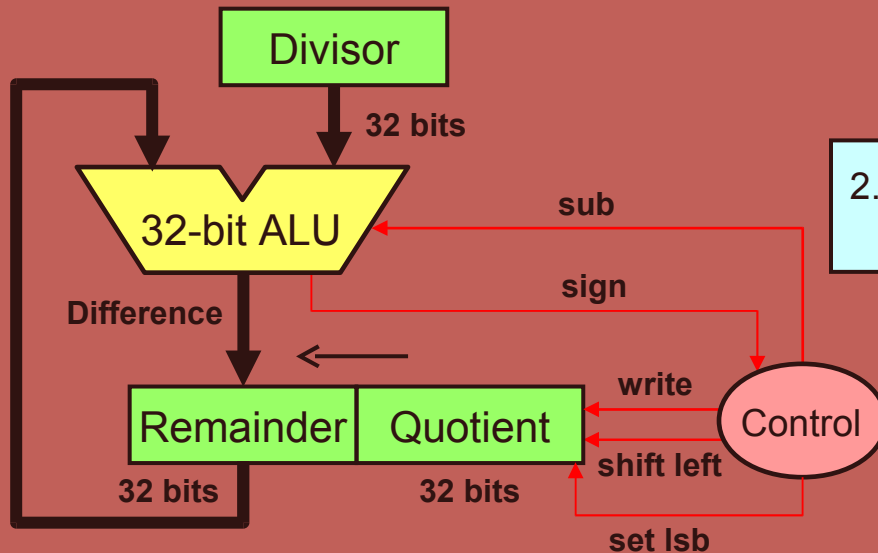 Divisor
32 bits
2.
32-bit ALU
sub
sign
Difference
write
Remainder
Quotient
Control
shift left
32 bits
32 bits
set lsb